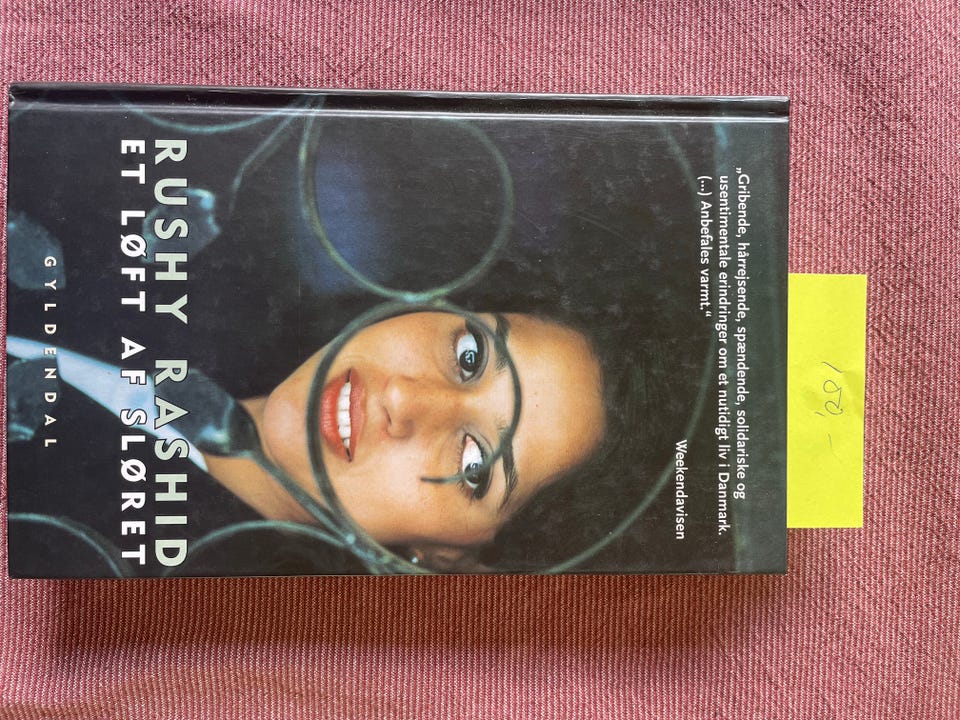 „Gribende, hårrejsende, spændende, solidariske og
usentimentale erindringer om et nutidigt liv i Danmark.
(...) Anbefales varmt.“
Weekendavisen
RUSHY RASHID
ET LØFT AF SLØRET
GYLDENDAL
100,-